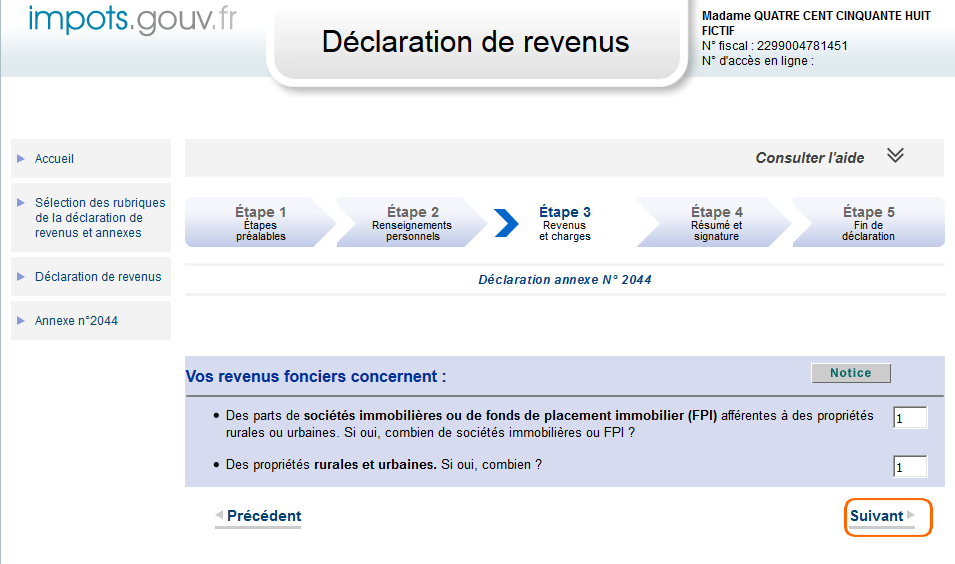 impots.gouv.fr
Déclaration de revenus
Madame QUATRE CENT CINQUANTE HUIT
FICTIF
N° fiscal : 2299004781451
N° d'accès en ligne :
Accueil
Sélection des rubriques
de la déclaration de
revenus et annexes
Déclaration de revenus
Annexe n°2044
Consulter l'aide
Étape 1
Étapes
préalables
Étape 2
Renseignements
personnels
Étape 3
Revenus
et charges
Étape 4
Résumé et
signature
Étape 5
Fin de
déclaration
Déclaration annexe N° 2044
Vos revenus fonciers concernent :
Notice
• Des parts de sociétés immobilières ou de fonds de placement immobilier (FPI) afférentes à des propriétés
rurales ou urbaines. Si oui, combien de sociétés immobilières ou FPI ?
1
• Des propriétés rurales et urbaines. Si oui, combien ?
1
Précédent
Suivant